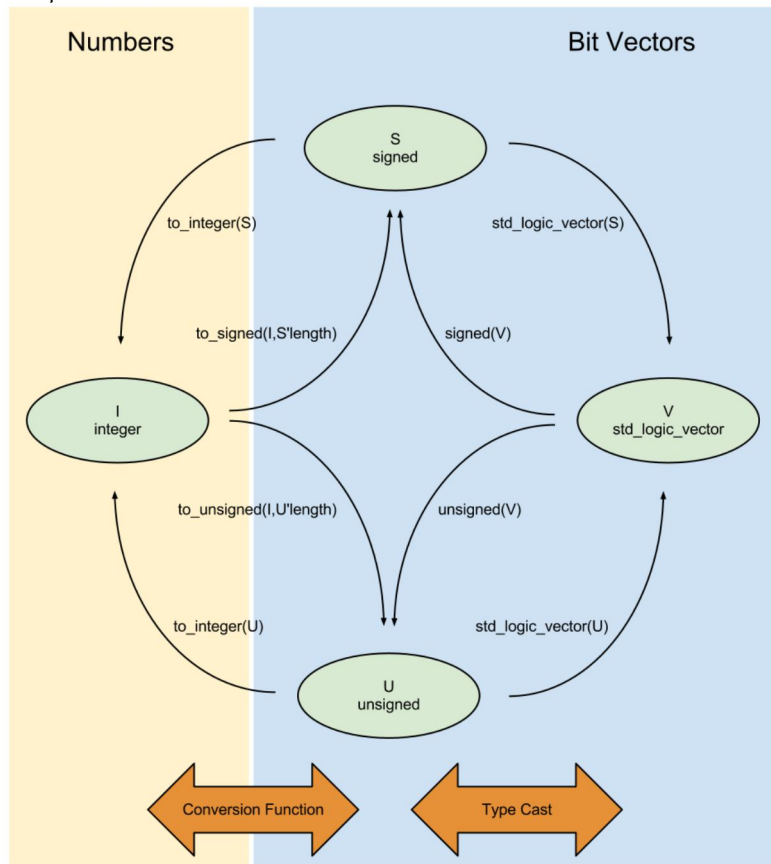 Numbers
Bit Vectors
S
signed
to_integer(S)
std_logic_vector(S)
to_signed(I,S'length)
signed(V)
I
integer
V
std_logic_vector
to_unsigned(I,U'length)
unsigned(V)
to_integer(U)
std_logic_vector(U)
U
unsigned
Conversion Function
Type Cast